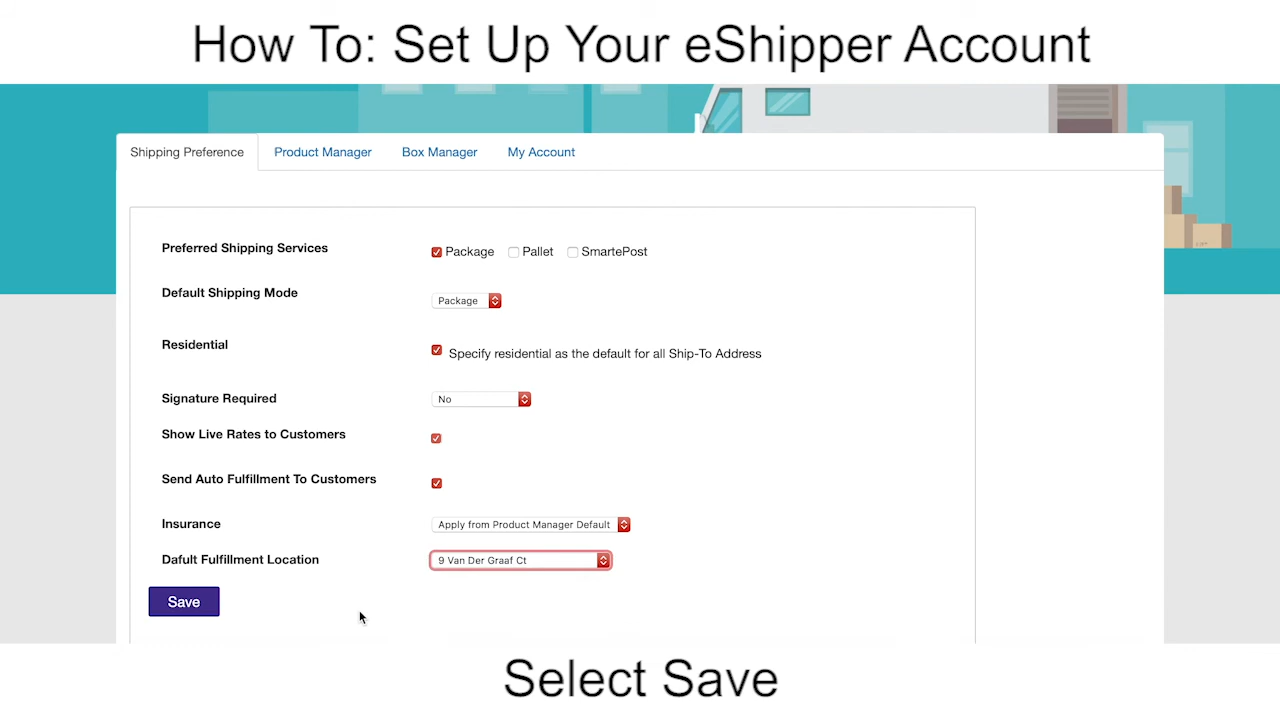 How To: Set Up Your eShipper Account
Shipping Preference Product Manager Box Manager My Account
Preferred Shipping Services Package Pallet SmartePost
Default Shipping Mode Package
Residential Specify residential as the default for all Ship-To Address
Signature Required No
Show Live Rates to Customers
Send Auto Fulfillment To Customers
Insurance Apply from Product Manager Default
Dafult Fulfillment Location 9 Van Der Graaf Ct
Save
Select Save